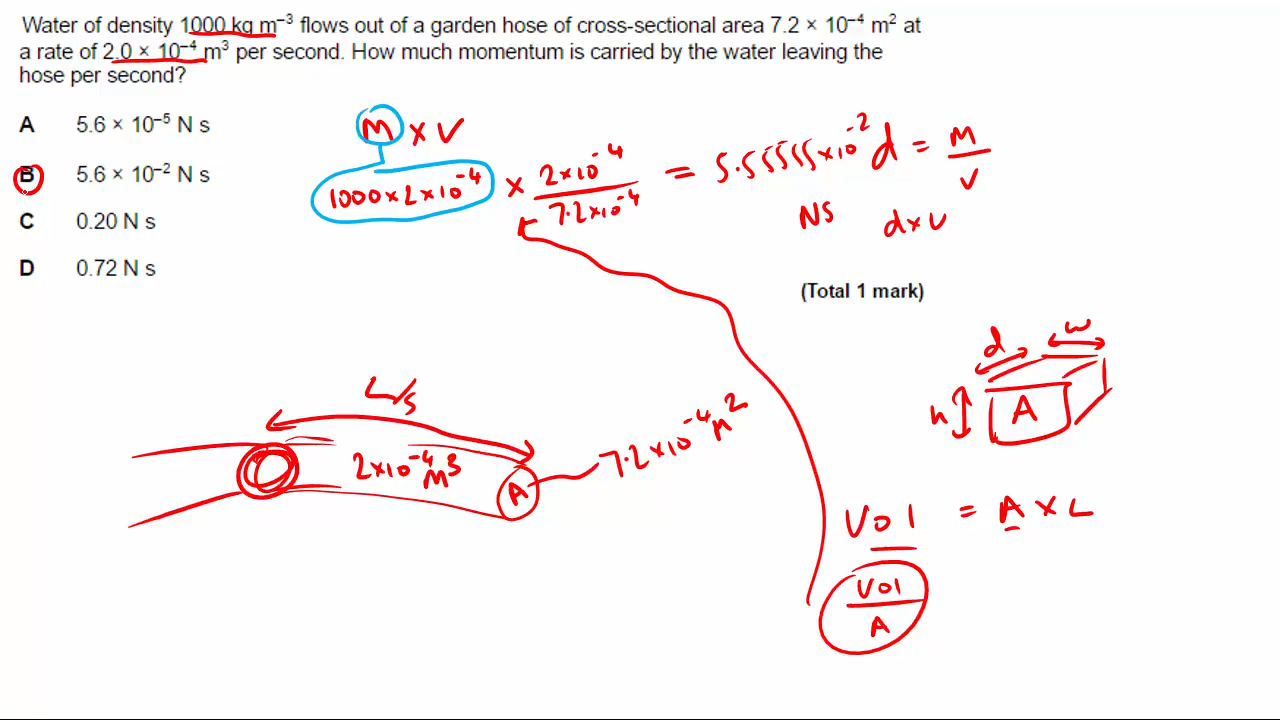 Water of density 1000 kg m⁻³ flows out of a garden hose of cross-sectional area 7.2 × 10⁻⁴ m² at
a rate of 2.0 × 10⁻⁴ m³ per second. How much momentum is carried by the water leaving the
hose per second?
A 5.6 × 10⁻⁵ N s
B 5.6 × 10⁻² N s
C 0.20 N s
D 0.72 N s
M × V
1000 × 2 × 10⁻⁴ × 2×10⁻⁴ / 7.2×10⁻⁴ = 5.55555×10⁻²
NS
d = M / V
d×V
(Total 1 mark)
d
w
h
A
L/s
2×10⁻⁴ M³
A
7.2×10⁻⁴ M²
Vol = A × L
Vol / A